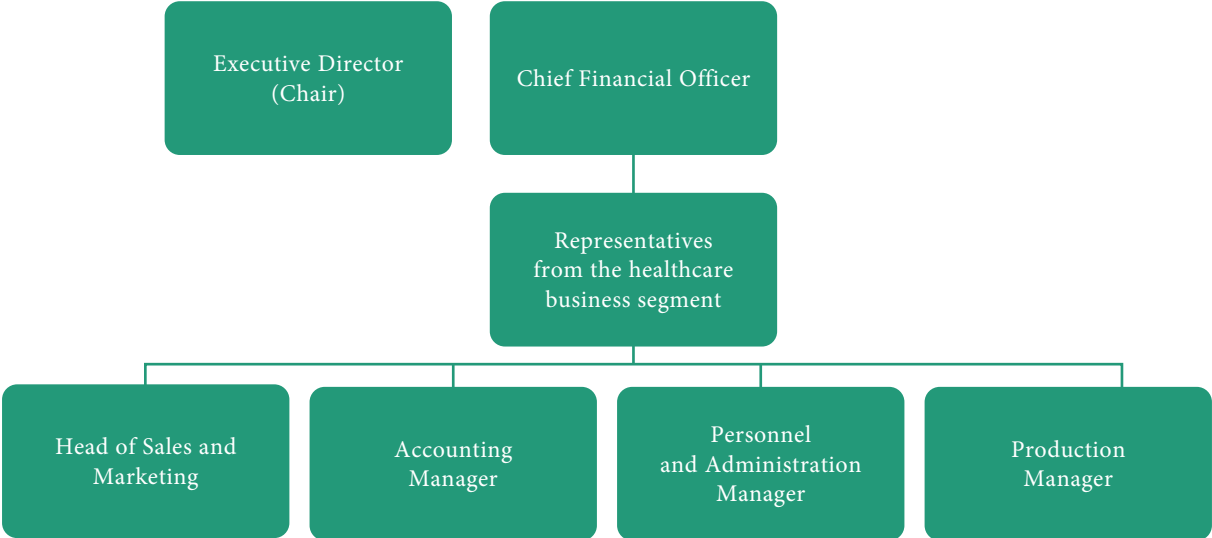 Executive Director
(Chair)
Chief Financial Officer
Representatives
from the healthcare
business segment
Head of Sales and
Marketing
Accounting
Manager
Personnel
and Administration
Manager
Production
Manager